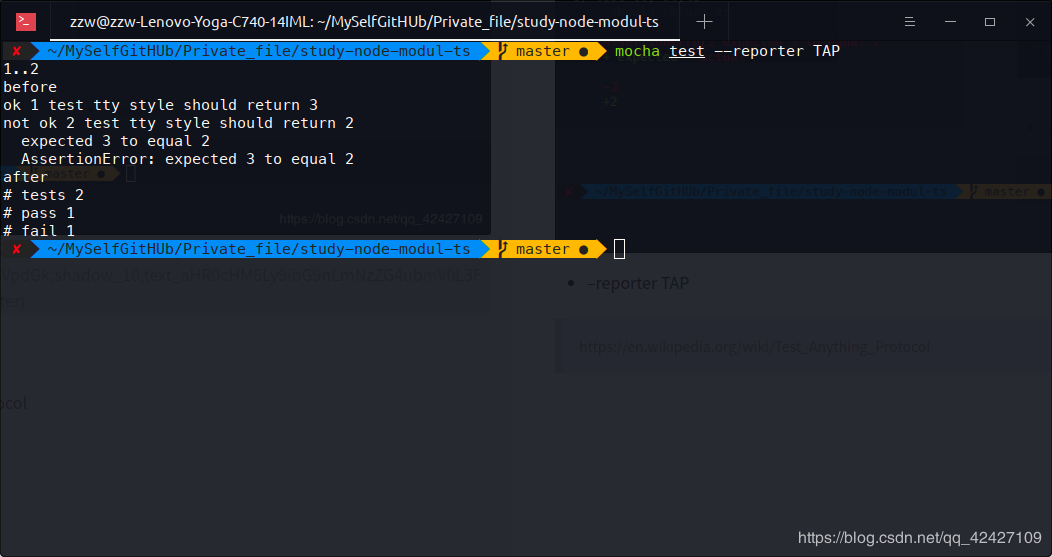 zzw@zzw-Lenovo-Yoga-C740-14IML: ~/MySelfGitHUb/Private_file/study-node-modul-ts
✘ ~/MySelfGitHUb/Private_file/study-node-modul-ts master ● mocha test --reporter TAP
1..2
before
ok 1 test tty style should return 3
not ok 2 test tty style should return 2
expected 3 to equal 2
AssertionError: expected 3 to equal 2
after
# tests 2
# pass 1
# fail 1
✘ ~/MySelfGitHUb/Private_file/study-node-modul-ts master ●
+2
master ●
https://blog.csdn.net/qq_42427109
✘ ~/MySelfGitHUb/Private_file/study-node-modul-ts master ●
• –reporter TAP
https://en.wikipedia.org/wiki/Test_Anything_Protocol
ocol
https://blog.csdn.net/qq_42427109